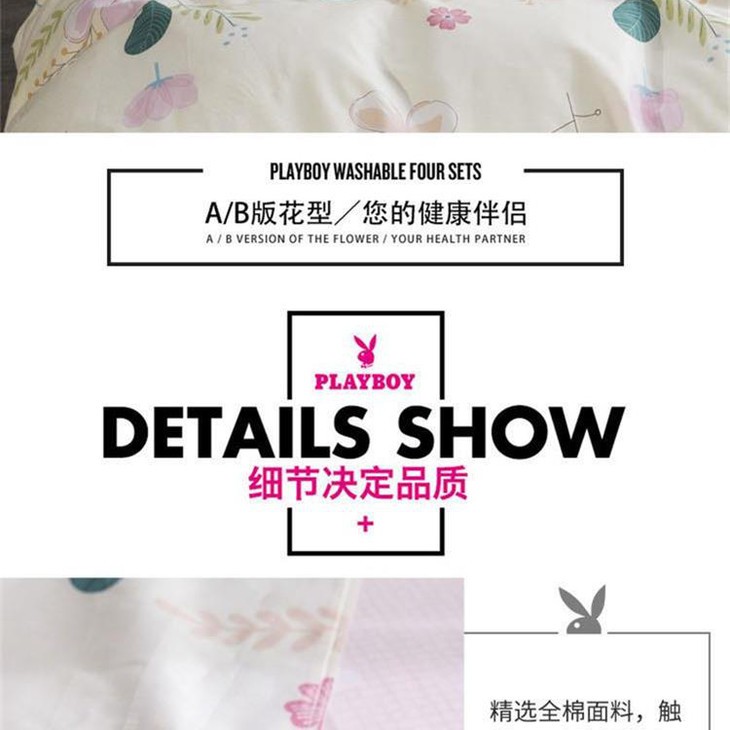 PLAYBOY WASHABLE FOUR SETS
A/B版花型／您的健康伴侣
A / B VERSION OF THE FLOWER / YOUR HEALTH PARTNER
PLAYBOY
DETAILS SHOW
细节决定品质
+
精选全棉面料，触